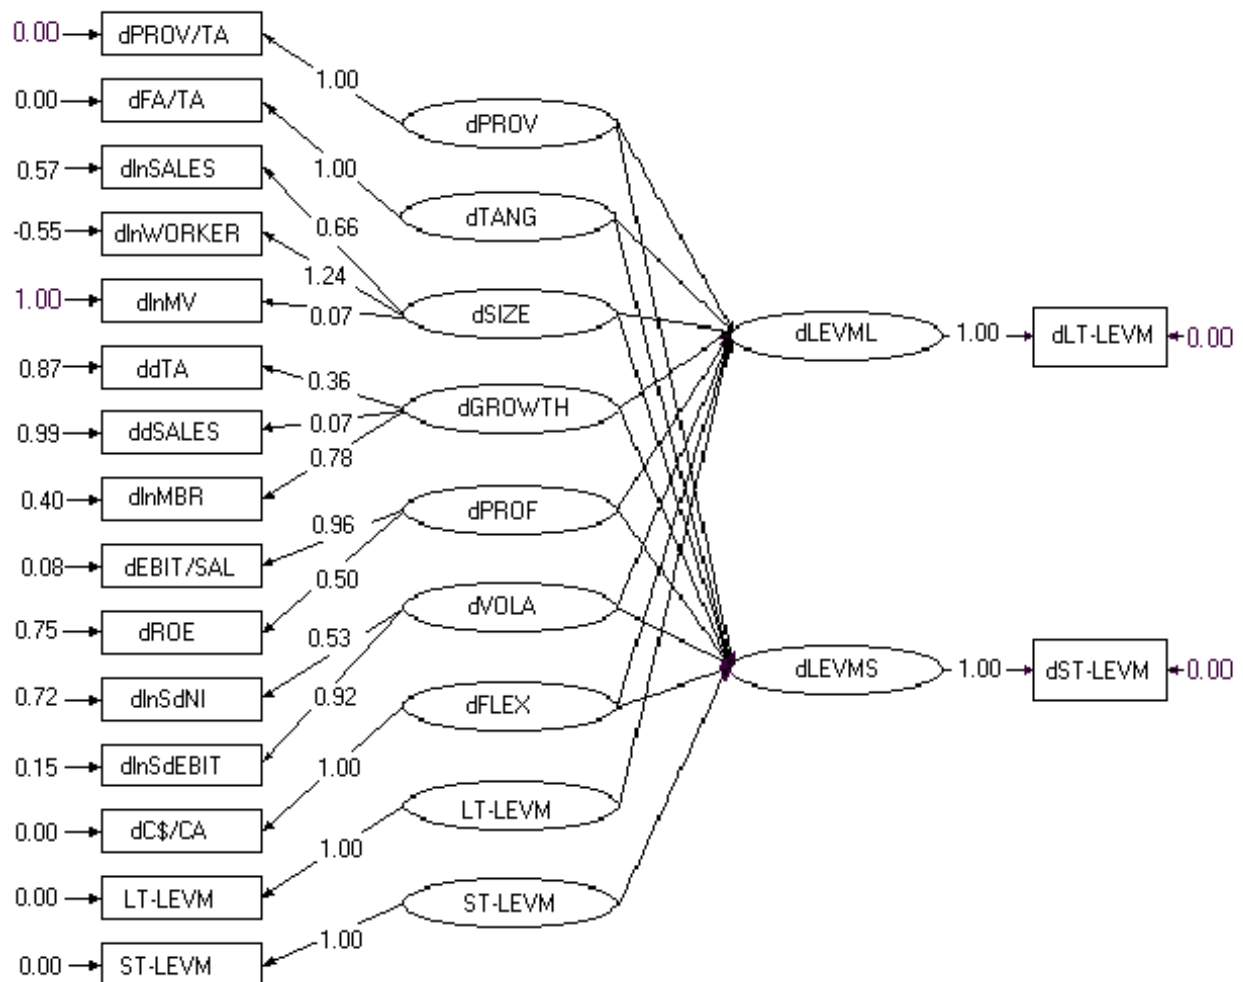 0.00 dPROV/TA
1.00
0.00 dFA/TA
dPROV
1.00
0.57 dlnSALES
dTANG
0.66
-0.55 dlnWORKER
1.24
1.00 dlnMV
0.07
dSIZE
dLEVML 1.00 dLT-LEVM 0.00
0.87 ddTA
0.36
dGROWTH
0.07
0.99 ddSALES
0.78
0.40 dlnMBR
dPROF
0.96
0.08 dEBIT/SAL
0.50
dVOLA
0.75 dROE
0.53
dLEVMS 1.00 dST-LEVM 0.00
0.72 dlnSdNI
0.92
dFLEX
0.15 dlnSdEBIT
1.00
LT-LEVM
0.00 dC$/CA
1.00
0.00 LT-LEVM
ST-LEVM
1.00
0.00 ST-LEVM